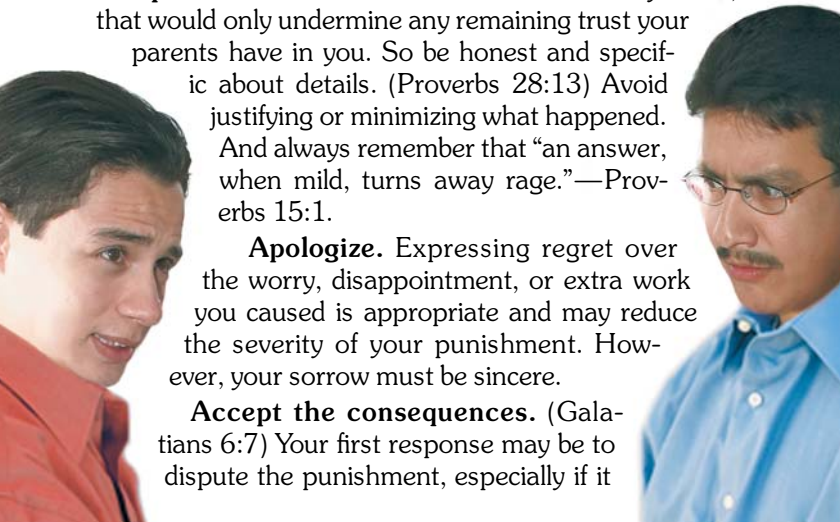 that would only undermine any remaining trust your
parents have in you. So be honest and specif-
ic about details. (Proverbs 28:13) Avoid
justifying or minimizing what happened.
And always remember that “an answer,
when mild, turns away rage.”—Prov-
erbs 15:1.
Apologize. Expressing regret over
the worry, disappointment, or extra work
you caused is appropriate and may reduce
the severity of your punishment. How-
ever, your sorrow must be sincere.
Accept the consequences. (Gala-
tians 6:7) Your first response may be to
dispute the punishment, especially if it